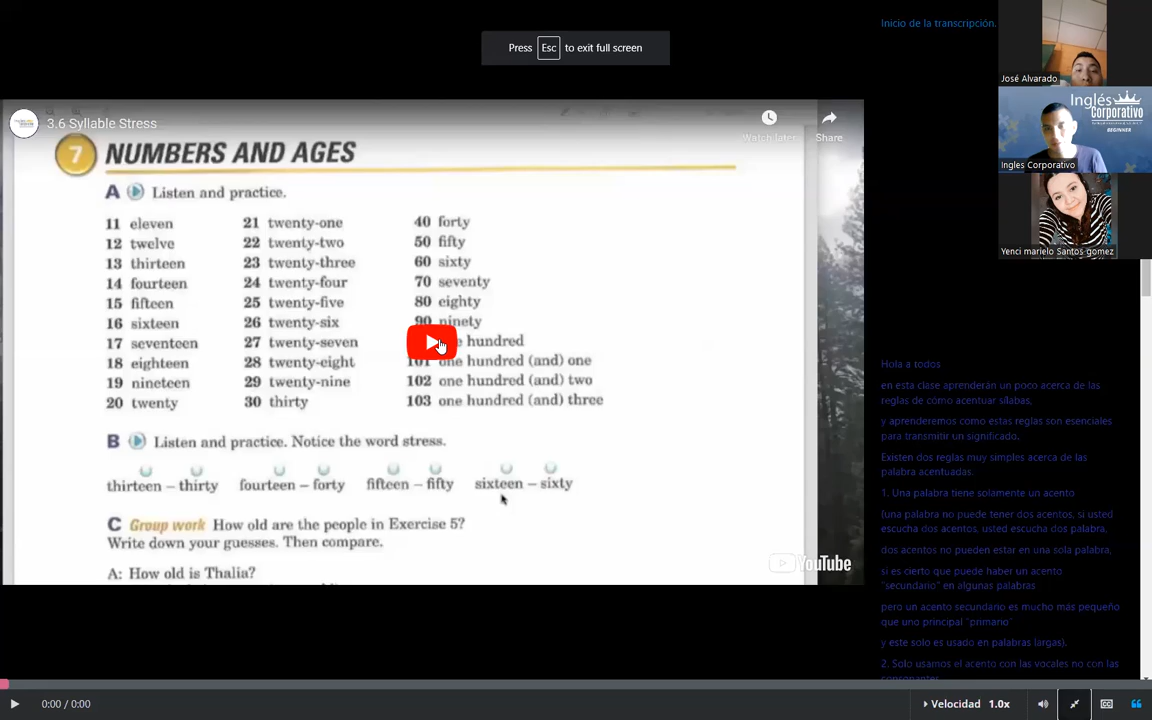 Press Esc to exit full screen
Inicio de la transcripción.
José Alvarado
Inglés
Corporativo
BEGINNER
Ingles Corporativo
Yenci marielo Santos gomez
3.6 Syllable Stress
Watch later
Share
7 NUMBERS AND AGES
A Listen and practice.
11 eleven
12 twelve
13 thirteen
14 fourteen
15 fifteen
16 sixteen
17 seventeen
18 eighteen
19 nineteen
20 twenty
21 twenty-one
22 twenty-two
23 twenty-three
24 twenty-four
25 twenty-five
26 twenty-six
27 twenty-seven
28 twenty-eight
29 twenty-nine
30 thirty
40 forty
50 fifty
60 sixty
70 seventy
80 eighty
90 ninety
hundred
101 one hundred (and) one
102 one hundred (and) two
103 one hundred (and) three
B Listen and practice. Notice the word stress.
thirteen – thirty fourteen – forty fifteen – fifty sixteen – sixty
C Group work How old are the people in Exercise 5?
Write down your guesses. Then compare.
A: How old is Thalia?
YouTube
Hola a todos
en esta clase aprenderán un poco acerca de las
reglas de cómo acentuar sílabas,
y aprenderemos como estas reglas son esenciales
para transmitir un significado.
Existen dos reglas muy simples acerca de las
palabra acentuadas.
1. Una palabra tiene solamente un acento
(una palabra no puede tener dos acentos, si usted
escucha dos acentos, usted escucha dos palabra,
dos acentos no pueden estar en una sola palabra,
si es cierto que puede haber un acento
"secundario" en algunas palabras
pero un acento secundario es mucho más pequeño
que uno principal "primario"
y este solo es usado en palabras largas).
2. Solo usamos el acento con las vocales no con las
consonantes
0:00 / 0:00
Velocidad 1.0x
CC